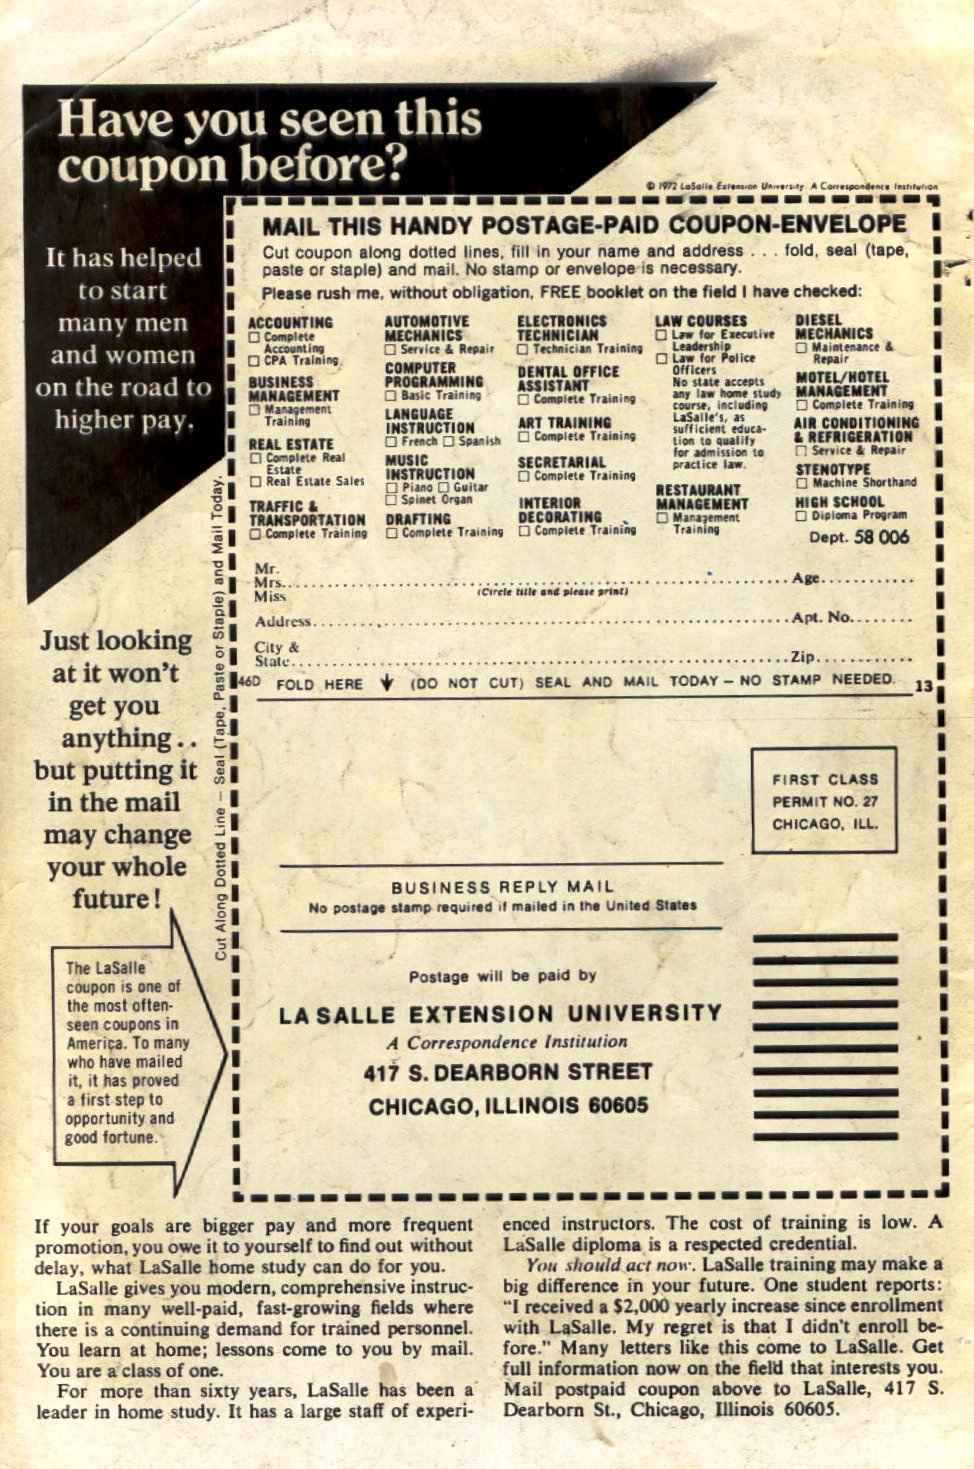 Have you seen this
coupon before?
It has helped
to start
many men
and women
on the road to
higher pay.
© 1972 LaSalle Extension University. A Correspondence Institution
MAIL THIS HANDY POSTAGE-PAID COUPON-ENVELOPE
Cut coupon along dotted lines, fill in your name and address . . . fold, seal (tape,
paste or staple) and mail. No stamp or envelope is necessary.
Please rush me, without obligation, FREE booklet on the field I have checked:
ACCOUNTING
☐ Complete
Accounting
☐ CPA Training
BUSINESS
MANAGEMENT
☐ Management
Training
REAL ESTATE
☐ Complete Real
Estate
☐ Real Estate Sales
TRAFFIC &
TRANSPORTATION
☐ Complete Training
AUTOMOTIVE
MECHANICS
☐ Service & Repair
COMPUTER
PROGRAMMING
☐ Basic Training
LANGUAGE
INSTRUCTION
☐ French ☐ Spanish
MUSIC
INSTRUCTION
☐ Piano ☐ Guitar
☐ Spinet Organ
DRAFTING
☐ Complete Training
ELECTRONICS
TECHNICIAN
☐ Technician Training
DENTAL OFFICE
ASSISTANT
☐ Complete Training
ART TRAINING
☐ Complete Training
SECRETARIAL
☐ Complete Training
INTERIOR
DECORATING
☐ Complete Training
LAW COURSES
☐ Law for Executive
Leadership
☐ Law for Police
Officers
No state accepts
any law home study
course, including
LaSalle's, as
sufficient educa-
tion to qualify
for admission to
practice law.
RESTAURANT
MANAGEMENT
☐ Management
Training
DIESEL
MECHANICS
☐ Maintenance &
Repair
MOTEL/HOTEL
MANAGEMENT
☐ Complete Training
AIR CONDITIONING
& REFRIGERATION
☐ Service & Repair
STENOTYPE
☐ Machine Shorthand
HIGH SCHOOL
☐ Diploma Program
Dept. 58 006
Mr.
Mrs. Age
Miss (Circle title and please print)
Address Apt. No.
City &
State Zip
46D FOLD HERE ↓ (DO NOT CUT) SEAL AND MAIL TODAY – NO STAMP NEEDED. 13
Cut Along Dotted Line – Seal (Tape, Paste or Staple) and Mail Today.
Just looking
at it won't
get you
anything . .
but putting it
in the mail
may change
your whole
future!
The LaSalle
coupon is one of
the most often-
seen coupons in
America. To many
who have mailed
it, it has proved
a first step to
opportunity and
good fortune.
FIRST CLASS
PERMIT NO. 27
CHICAGO, ILL.
BUSINESS REPLY MAIL
No postage stamp required if mailed in the United States
Postage will be paid by
LA SALLE EXTENSION UNIVERSITY
A Correspondence Institution
417 S. DEARBORN STREET
CHICAGO, ILLINOIS 60605
If your goals are bigger pay and more frequent
promotion, you owe it to yourself to find out without
delay, what LaSalle home study can do for you.
LaSalle gives you modern, comprehensive instruc-
tion in many well-paid, fast-growing fields where
there is a continuing demand for trained personnel.
You learn at home; lessons come to you by mail.
You are a class of one.
For more than sixty years, LaSalle has been a
leader in home study. It has a large staff of experi-
enced instructors. The cost of training is low. A
LaSalle diploma is a respected credential.
You should act now. LaSalle training may make a
big difference in your future. One student reports:
"I received a $2,000 yearly increase since enrollment
with LaSalle. My regret is that I didn't enroll be-
fore." Many letters like this come to LaSalle. Get
full information now on the field that interests you.
Mail postpaid coupon above to LaSalle, 417 S.
Dearborn St., Chicago, Illinois 60605.